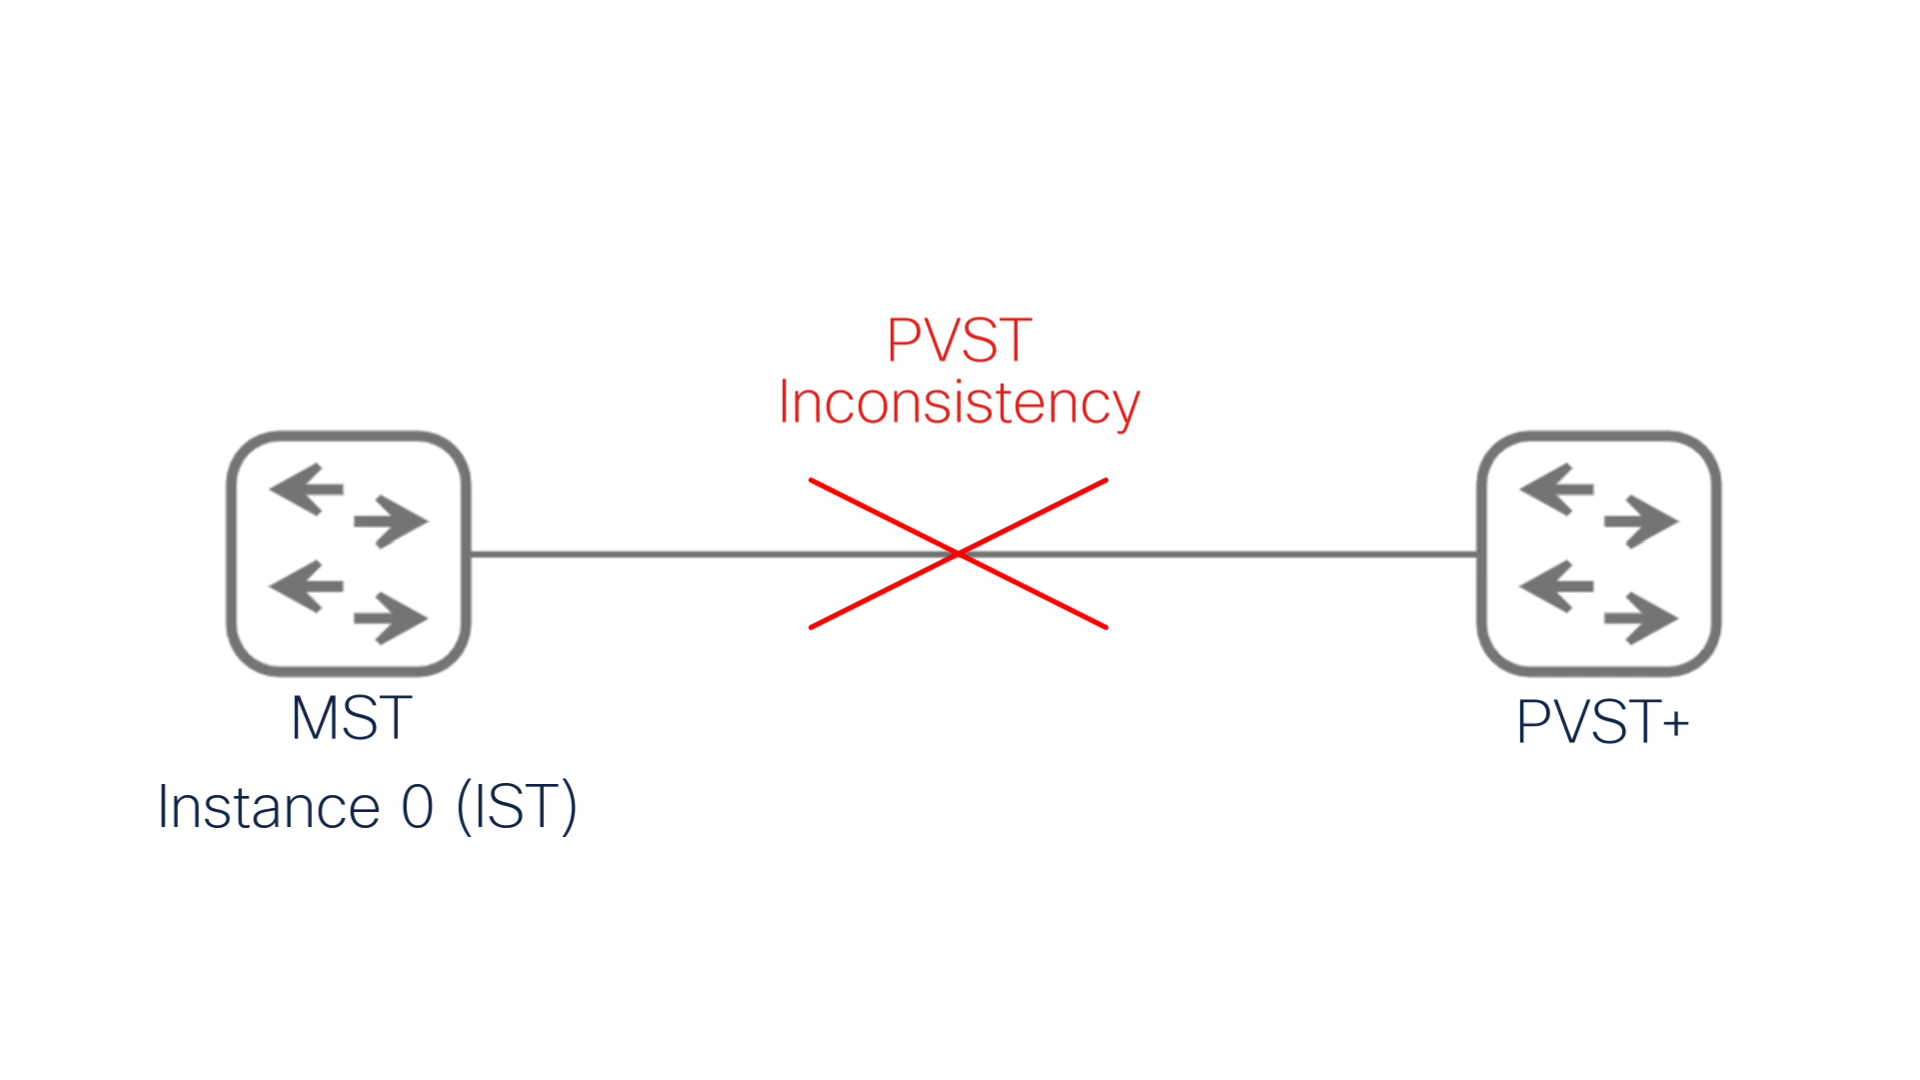 PVST
Inconsistency
MST
PVST+
Instance 0 (IST)